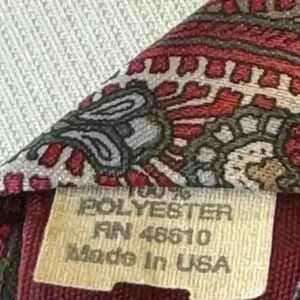 100%
POLYESTER
RN 46610
Made In USA